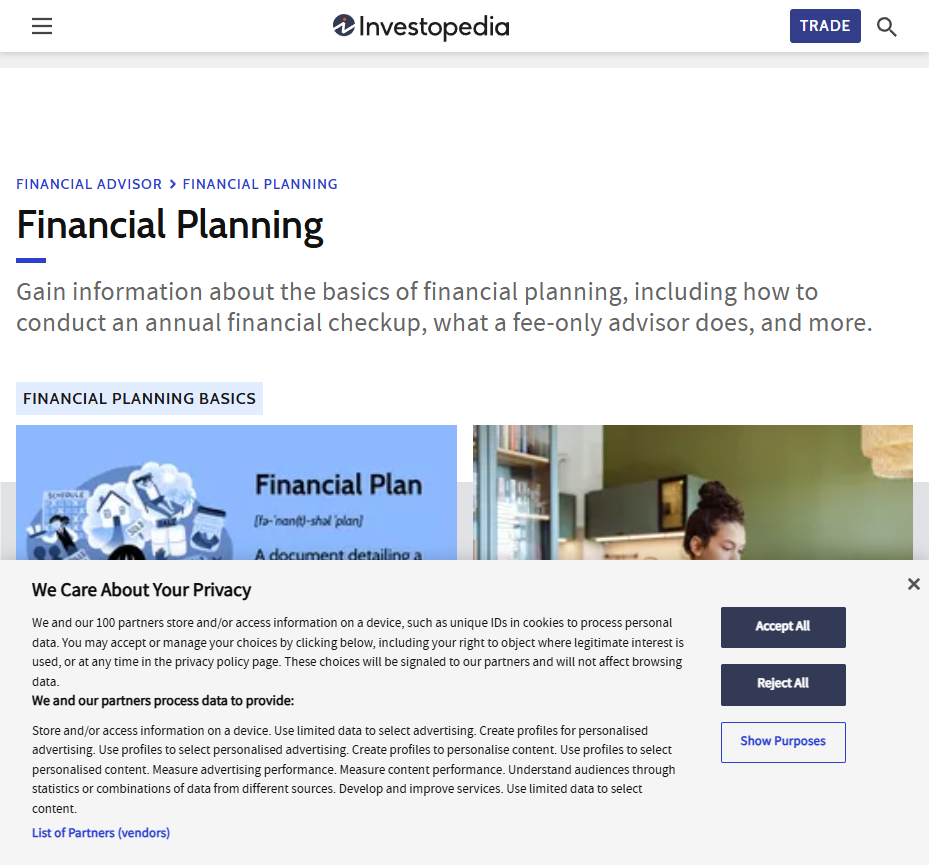 Investopedia
TRADE
FINANCIAL ADVISOR > FINANCIAL PLANNING
Financial Planning
Gain information about the basics of financial planning, including how to
conduct an annual financial checkup, what a fee-only advisor does, and more.
FINANCIAL PLANNING BASICS
SCHEDULE
SOLD
SALE
Financial Plan
[fə-ˈnan(t)-shəl ˈplan]
A document detailing a
We Care About Your Privacy
We and our 100 partners store and/or access information on a device, such as unique IDs in cookies to process personal
data. You may accept or manage your choices by clicking below, including your right to object where legitimate interest is
used, or at any time in the privacy policy page. These choices will be signaled to our partners and will not affect browsing
data.
We and our partners process data to provide:
Store and/or access information on a device. Use limited data to select advertising. Create profiles for personalised
advertising. Use profiles to select personalised advertising. Create profiles to personalise content. Use profiles to select
personalised content. Measure advertising performance. Measure content performance. Understand audiences through
statistics or combinations of data from different sources. Develop and improve services. Use limited data to select
content.
List of Partners (vendors)
Accept All
Reject All
Show Purposes